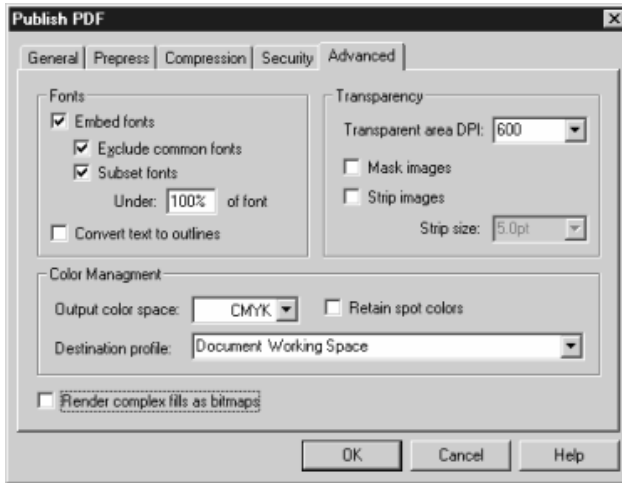 Publish PDF
General Prepress Compression Security Advanced
Fonts
Embed fonts
Exclude common fonts
Subset fonts
Under: 100% of font
Convert text to outlines
Transparency
Transparent area DPI: 600
Mask images
Strip images
Strip size: 5.0pt
Color Managment
Output color space: CMYK Retain spot colors
Destination profile: Document Working Space
Render complex fills as bitmaps
OK Cancel Help